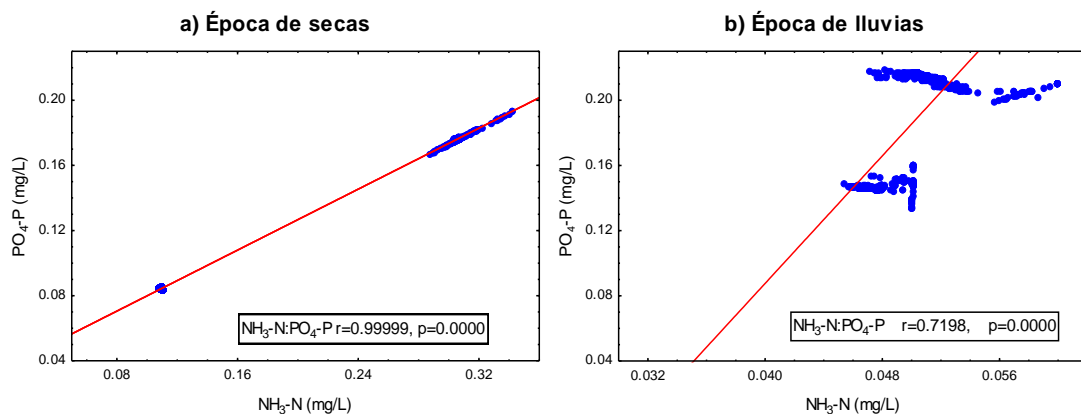 a) Época de secas
PO₄-P (mg/L)
0.20
0.16
0.12
0.08
0.04
NH₃-N:PO₄-P r=0.99999, p=0.0000
0.08
0.16
0.24
0.32
NH₃-N (mg/L)
b) Época de lluvias
PO₄-P (mg/L)
0.20
0.16
0.12
0.08
0.04
NH₃-N:PO₄-P r=0.7198, p=0.0000
0.032
0.040
0.048
0.056
NH₃-N (mg/L)